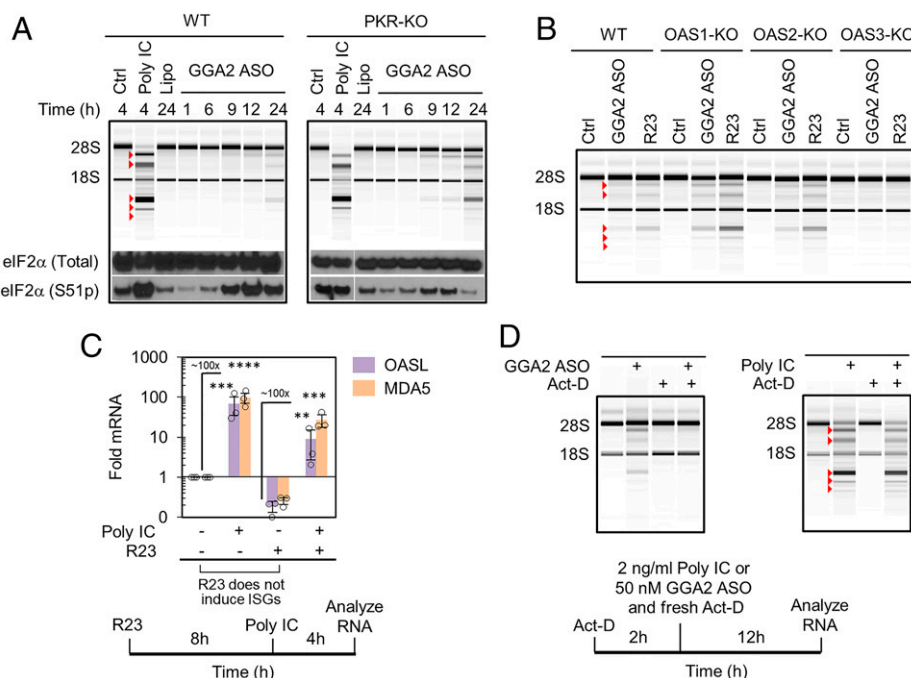 A
WT
PKR-KO
Ctrl
Poly IC
Lipo
GGA2 ASO
Ctrl
Poly IC
Lipo
GGA2 ASO
Time (h) 4 4 24 1 6 9 12 24 4 4 24 1 6 9 12 24
28S
18S
eIF2α (Total)
eIF2α (S51p)
B
WT OAS1-KO OAS2-KO OAS3-KO
Ctrl
GGA2 ASO
R23
Ctrl
GGA2 ASO
R23
Ctrl
GGA2 ASO
R23
Ctrl
GGA2 ASO
R23
28S
18S
C
1000
100
10
1
0
Fold mRNA
~100x
***
****
~100x
**
***
OASL
MDA5
Poly IC - + - +
R23 - - + +
R23 does not
induce ISGs
R23
8h
Poly IC
4h
Analyze
RNA
Time (h)
D
GGA2 ASO + +
Act-D + +
28S
18S
Poly IC + +
Act-D + +
28S
18S
2 ng/ml Poly IC or
50 nM GGA2 ASO
and fresh Act-D
Act-D
2h
12h
Analyze
RNA
Time (h)